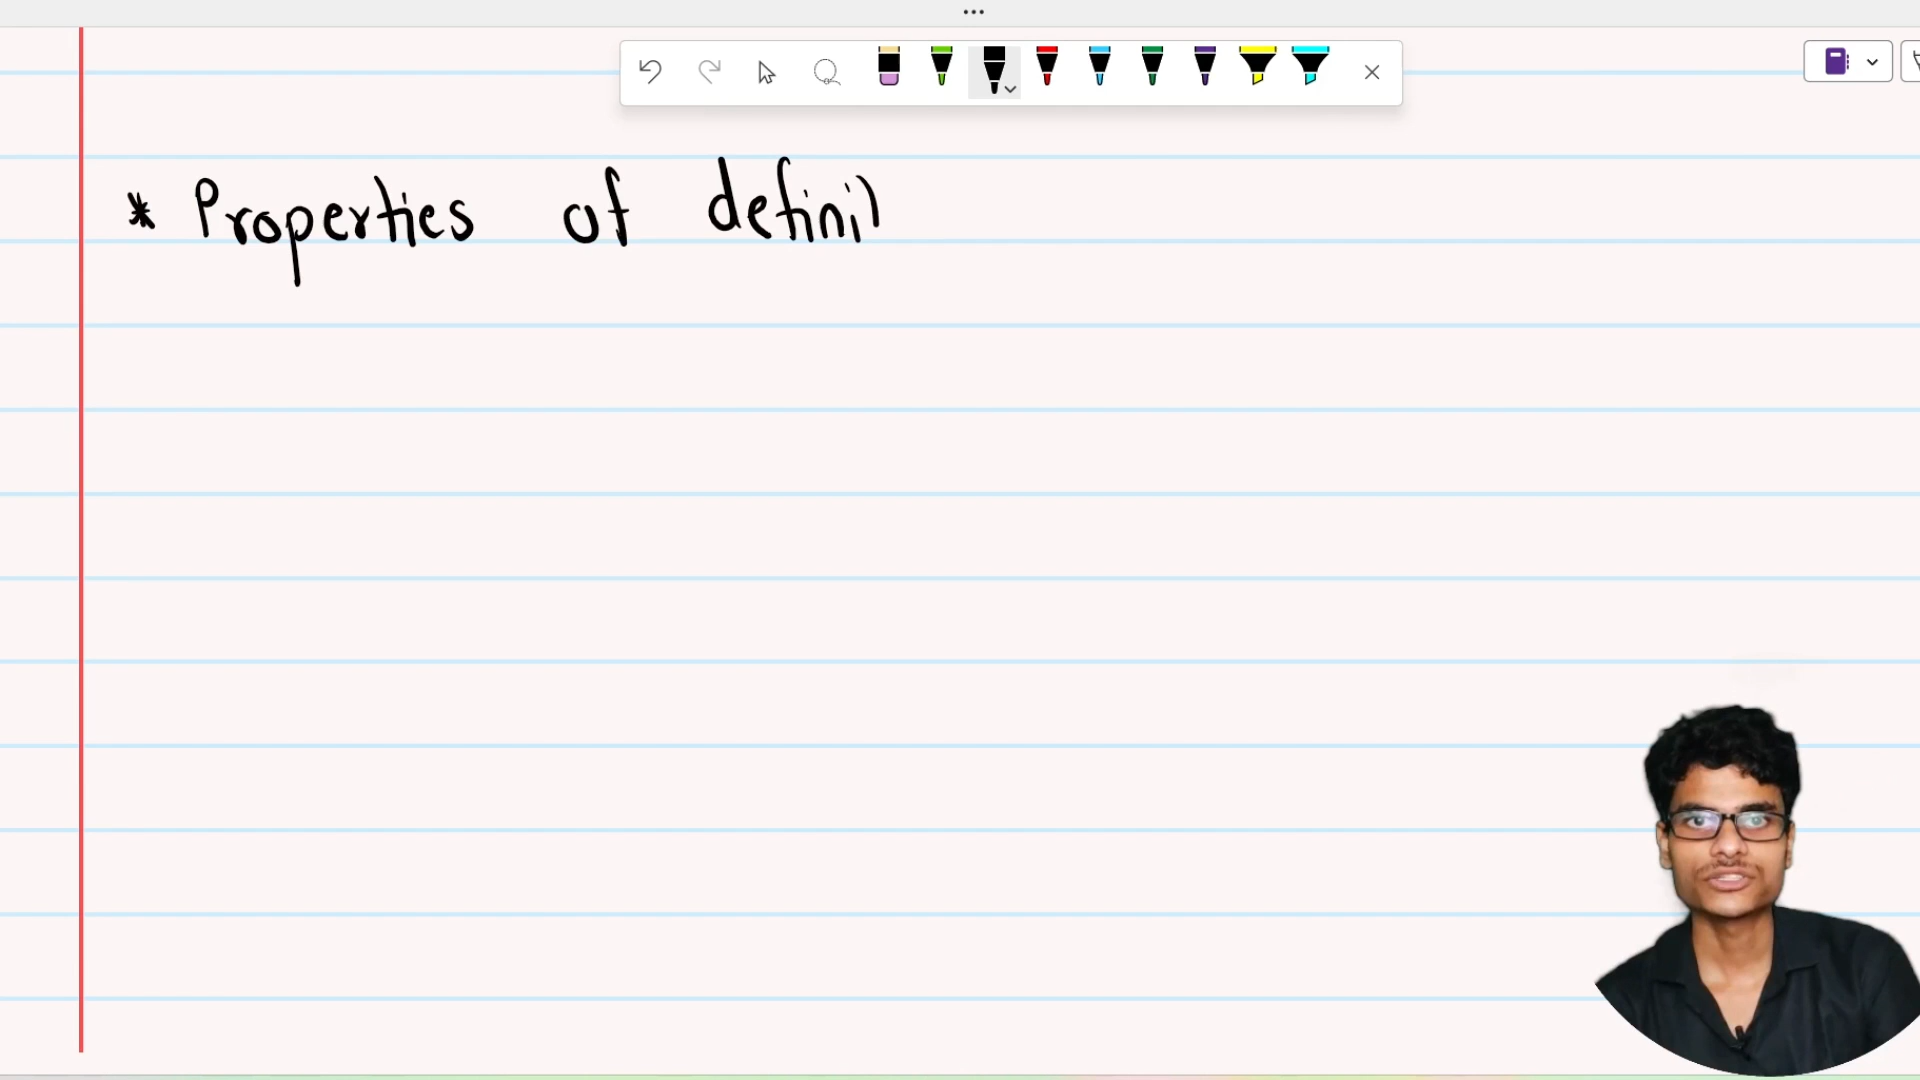 * Properties of defini